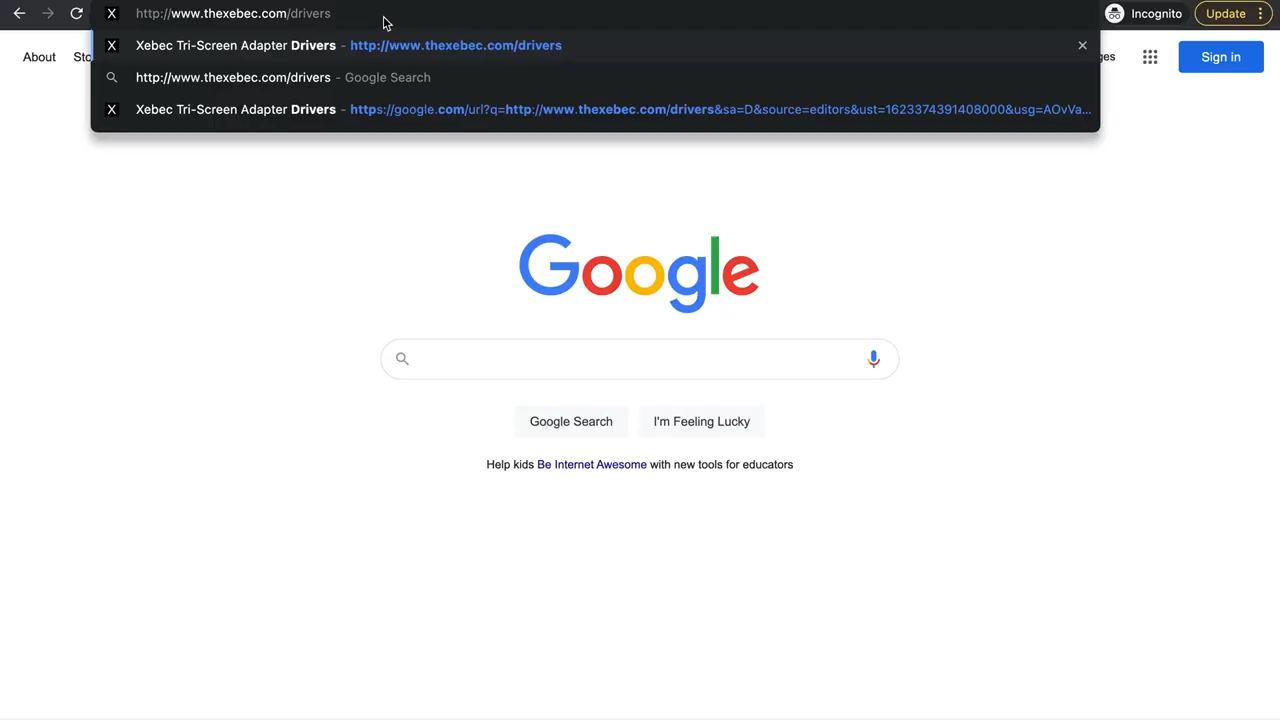 http://www.thexebec.com/drivers
Incognito
Update
Xebec Tri-Screen Adapter Drivers - http://www.thexebec.com/drivers
http://www.thexebec.com/drivers - Google Search
Xebec Tri-Screen Adapter Drivers - https://google.com/url?q=http://www.thexebec.com/drivers&sa=D&source=editors&ust=1623374391408000&usg=AOvVa...
About
Sign in
Google
Google Search
I'm Feeling Lucky
Help kids Be Internet Awesome with new tools for educators